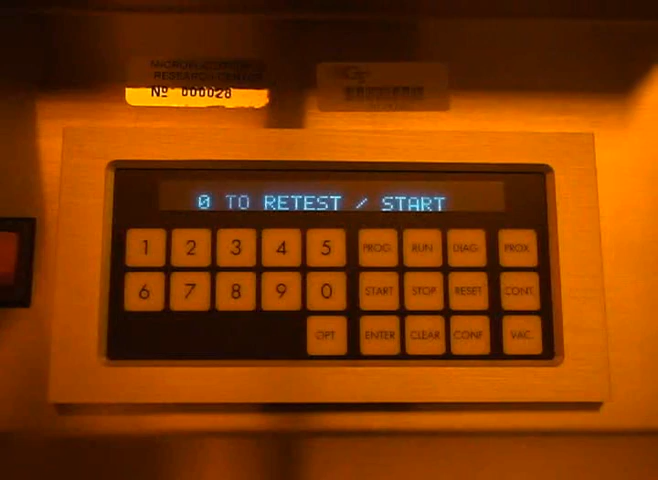 MICROELECTRONICS
RESEARCH CENTER
Nº 000028
0 TO RETEST / START
1 2 3 4 5 PROG. RUN DIAG. PROX.
6 7 8 9 0 START STOP RESET CONT.
OPT ENTER CLEAR CONF VAC.